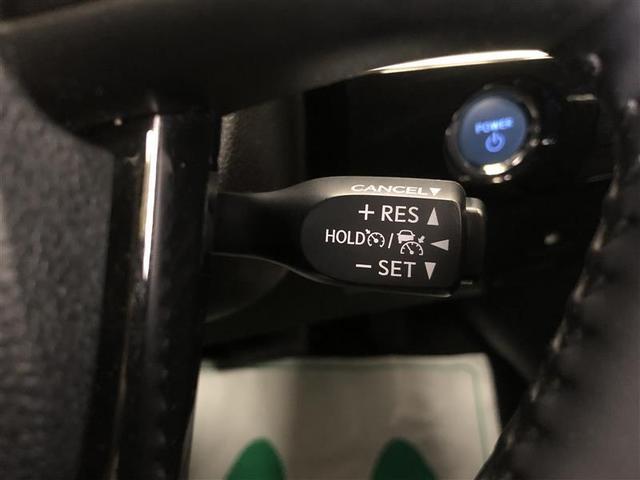 POWER
CANCEL▼
+ RES ▲
HOLD / ◀
− SET ▼